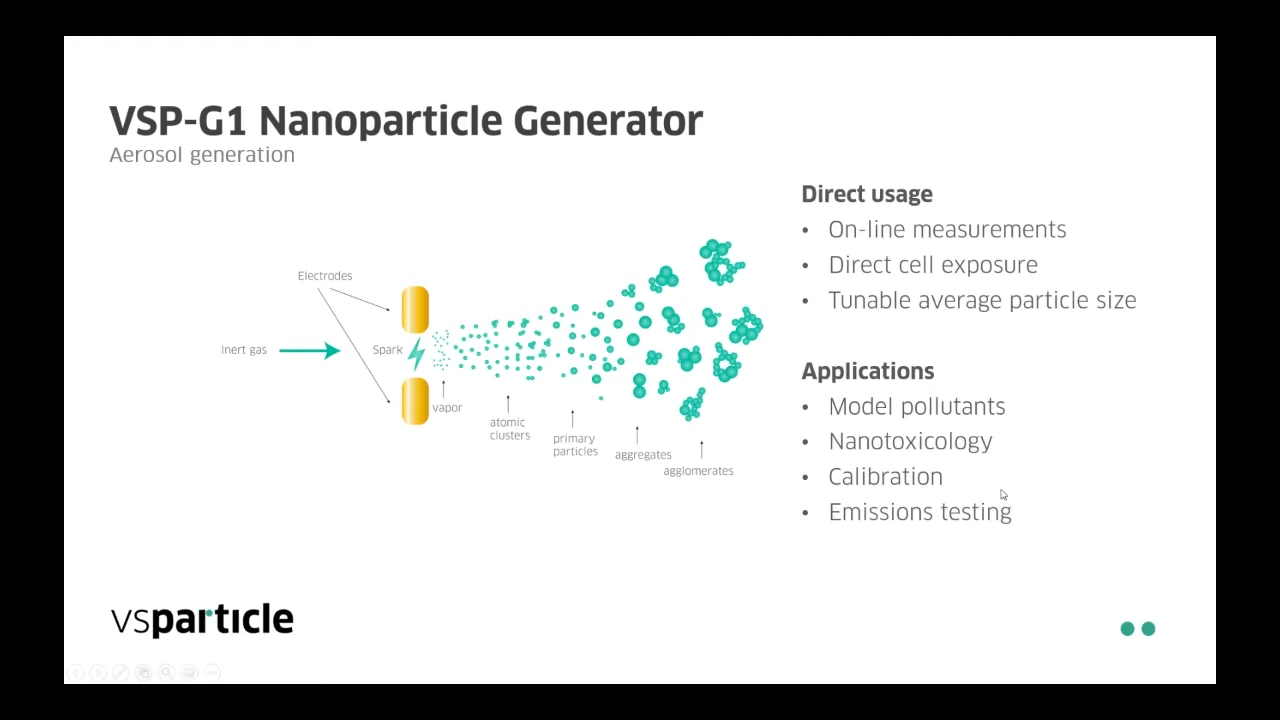 VSP-G1 Nanoparticle Generator
Aerosol generation
Electrodes
Inert gas
Spark
vapor
atomic
clusters
primary
particles
aggregates
agglomerates
Direct usage
• On-line measurements
• Direct cell exposure
• Tunable average particle size
Applications
• Model pollutants
• Nanotoxicology
• Calibration
• Emissions testing
vsparticle